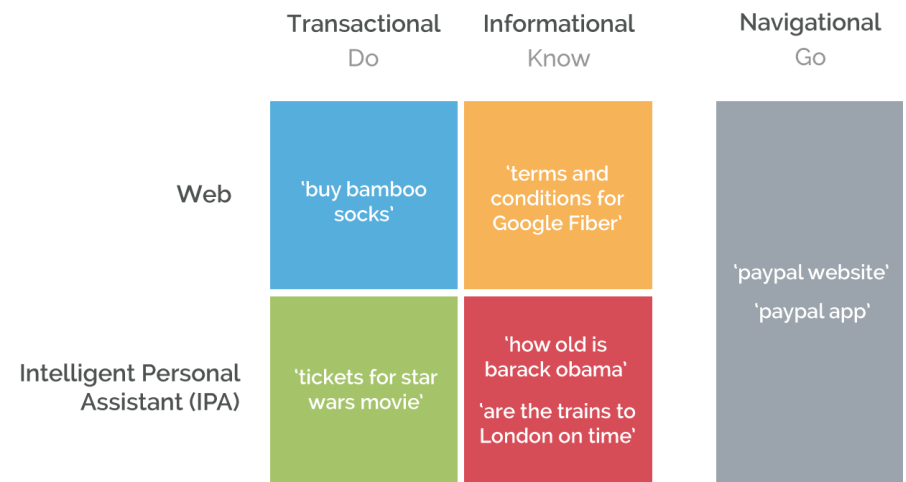 Transactional
Informational
Navigational
Do
Know
Go
Web
‘buy bamboo
socks’
‘terms and
conditions for
Google Fiber’
‘paypal website’
‘paypal app’
Intelligent Personal
Assistant (IPA)
‘tickets for star
wars movie’
‘how old is
barack obama’
‘are the trains to
London on time’